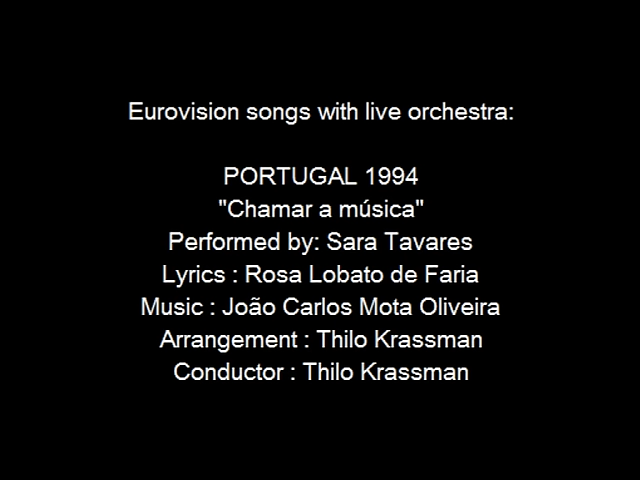 Eurovision songs with live orchestra:
PORTUGAL 1994
"Chamar a música"
Performed by: Sara Tavares
Lyrics : Rosa Lobato de Faria
Music : João Carlos Mota Oliveira
Arrangement : Thilo Krassman
Conductor : Thilo Krassman